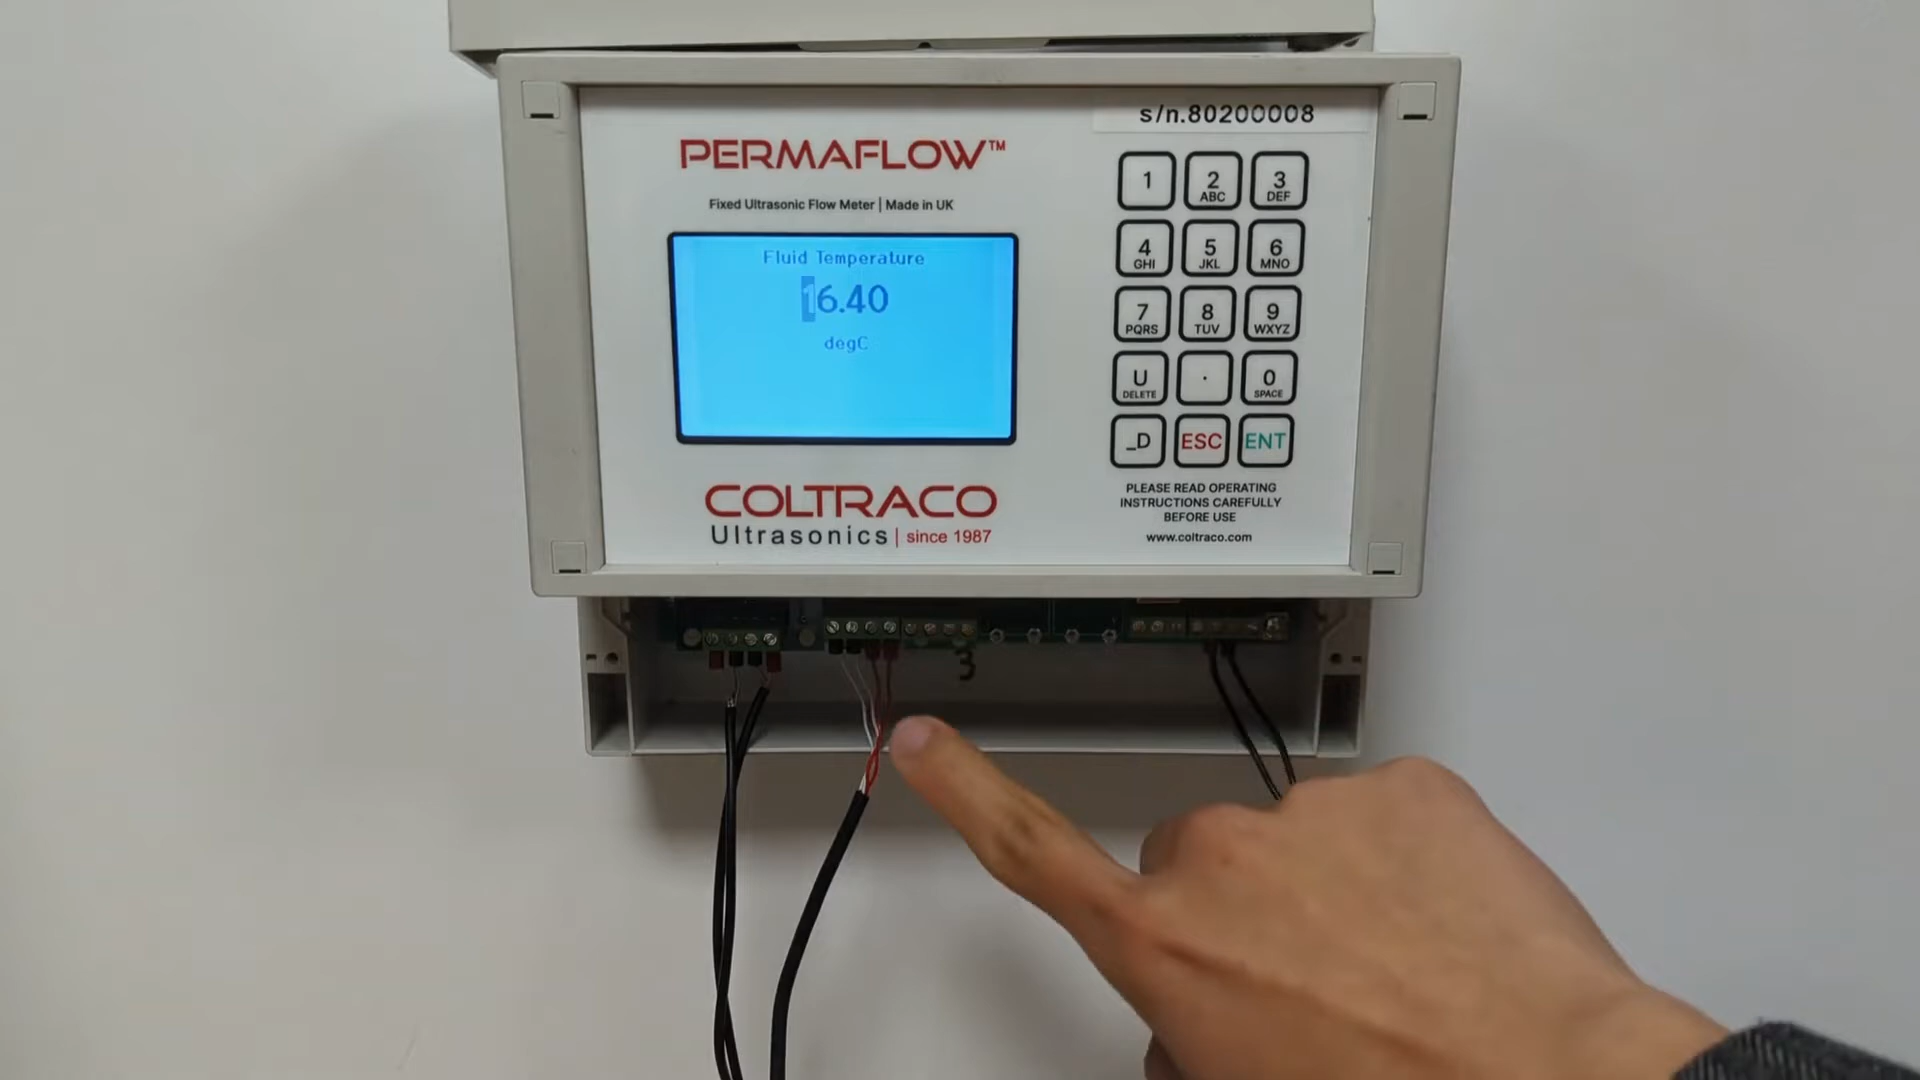 s/n.80200008
PERMAFLOW™
Fixed Ultrasonic Flow Meter | Made in UK
Fluid Temperature
16.40
degC
1
2
ABC
3
DEF
4
GHI
5
JKL
6
MNO
7
PQRS
8
TUV
9
WXYZ
U
DELETE
.
0
SPACE
_D
ESC
ENT
PLEASE READ OPERATING
INSTRUCTIONS CAREFULLY
BEFORE USE
www.coltraco.com
COLTRACO
Ultrasonics | since 1987
3